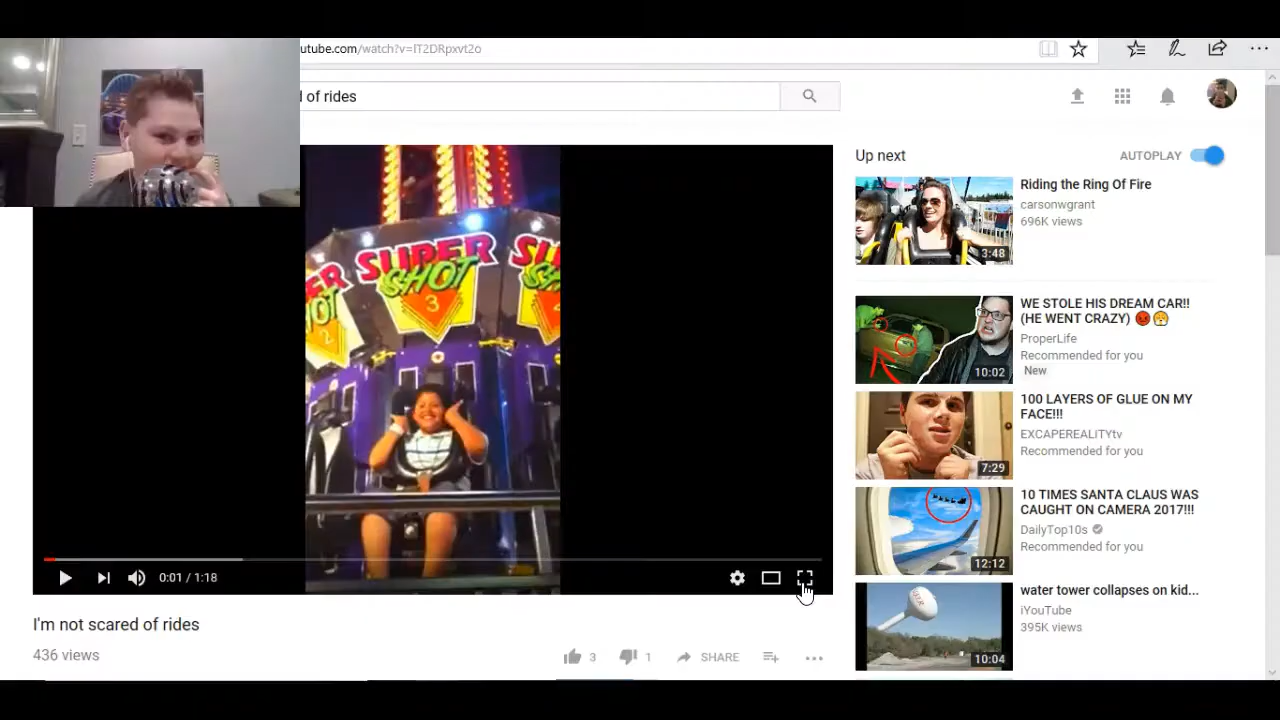 utube.com/watch?v=IT2DRpxvt2o
d of rides
Up next
AUTOPLAY
Riding the Ring Of Fire
carsonwgrant
696K views
3:48
WE STOLE HIS DREAM CAR!!
(HE WENT CRAZY) 😡😤
ProperLife
Recommended for you
New
10:02
100 LAYERS OF GLUE ON MY
FACE!!!
EXCAPEREALITYtv
Recommended for you
7:29
10 TIMES SANTA CLAUS WAS
CAUGHT ON CAMERA 2017!!!
DailyTop10s
Recommended for you
12:12
water tower collapses on kid...
iYouTube
395K views
10:04
SUPER
SHOT
3
2
0:01 / 1:18
I'm not scared of rides
436 views
3
1
SHARE